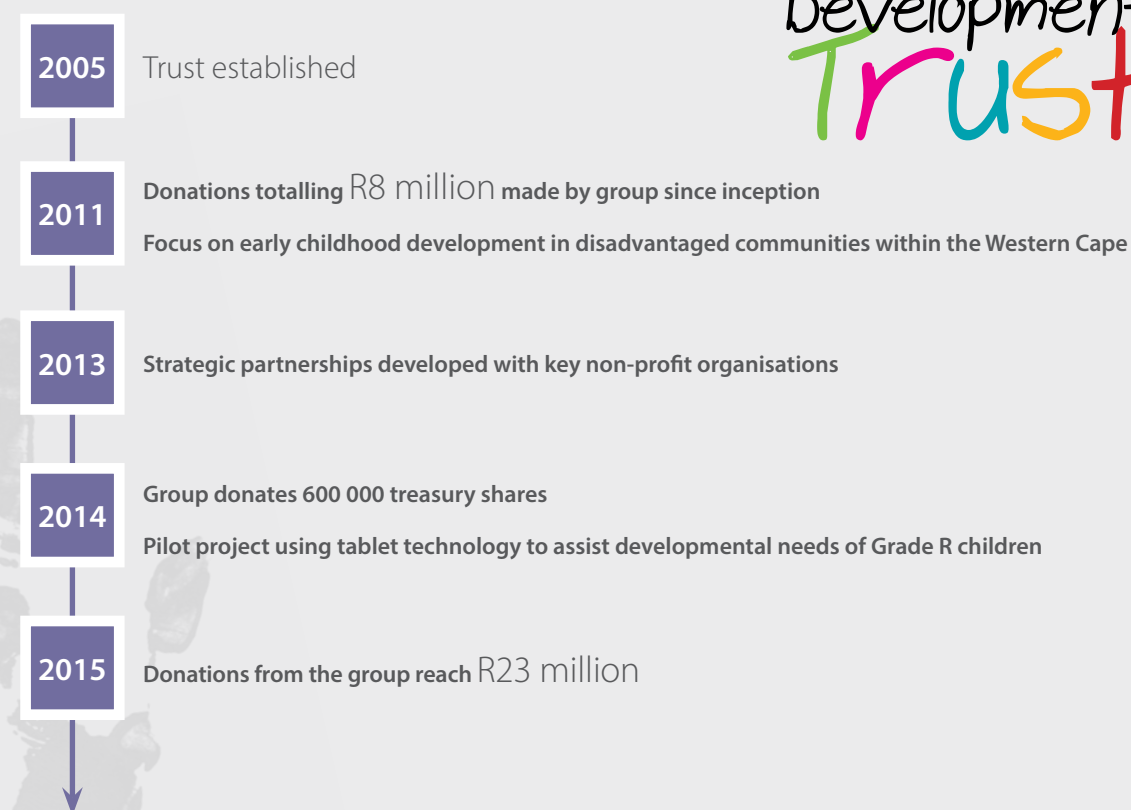 Development
Trust
2005
Trust established
2011
Donations totalling R8 million made by group since inception
Focus on early childhood development in disadvantaged communities within the Western Cape
2013
Strategic partnerships developed with key non-profit organisations
2014
Group donates 600 000 treasury shares
Pilot project using tablet technology to assist developmental needs of Grade R children
2015
Donations from the group reach R23 million